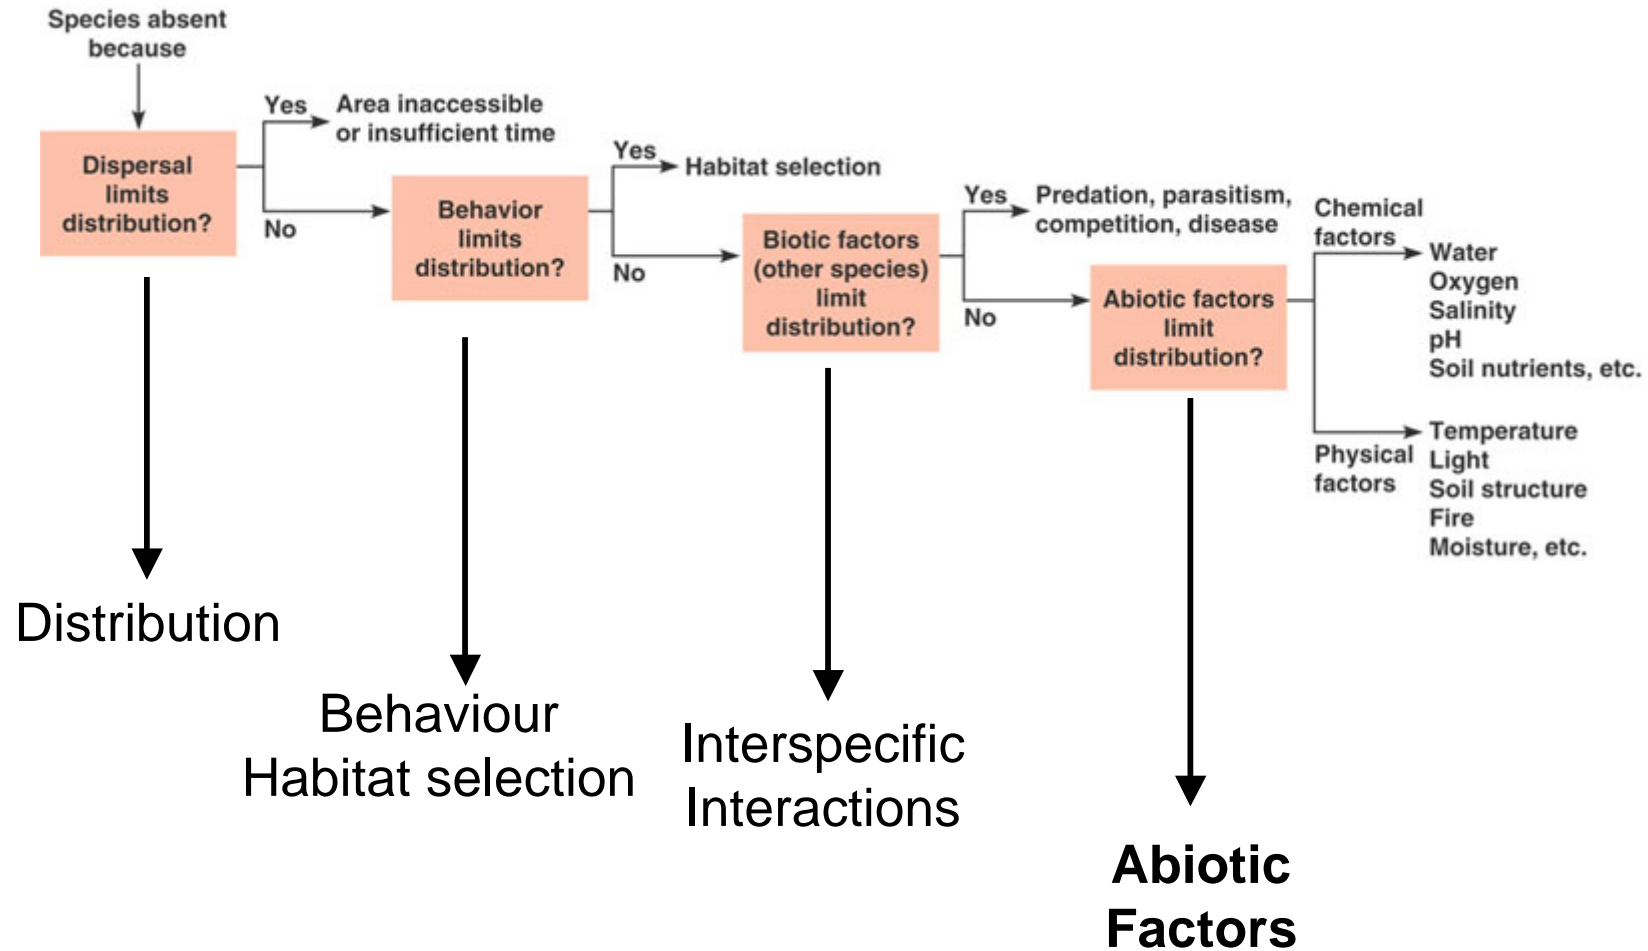 Species absent
because
Dispersal
limits
distribution?
Yes
Area inaccessible
or insufficient time
No
Behavior
limits
distribution?
Yes
Habitat selection
No
Biotic factors
(other species)
limit
distribution?
Yes
Predation, parasitism,
competition, disease
No
Abiotic factors
limit
distribution?
Chemical
factors
Water
Oxygen
Salinity
pH
Soil nutrients, etc.
Physical
factors
Temperature
Light
Soil structure
Fire
Moisture, etc.
Distribution
Behaviour
Habitat selection
Interspecific
Interactions
Abiotic
Factors